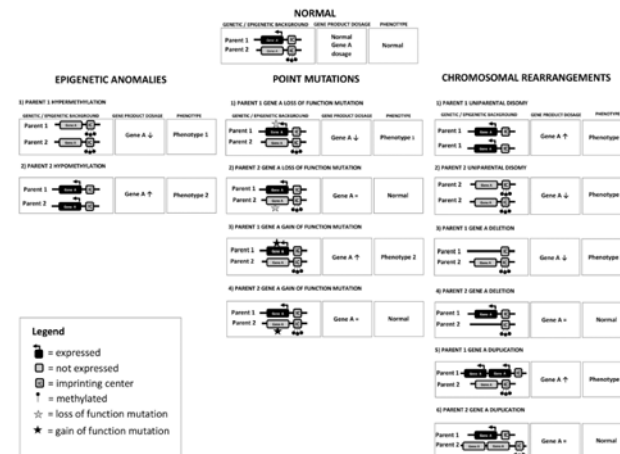 NORMAL
GENETIC / EPIGENETIC BACKGROUND GENE PRODUCT DOSAGE PHENOTYPE
Parent 1 Gene A IC
Parent 2 Gene A IC
Normal
Gene A
dosage
Normal
EPIGENETIC ANOMALIES
1) PARENT 1 HYPERMETHYLATION
GENETIC / EPIGENETIC BACKGROUND GENE PRODUCT DOSAGE PHENOTYPE
Parent 1
Parent 2
Gene A ↓
Phenotype 1
2) PARENT 2 HYPOMETHYLATION
Parent 1
Parent 2
Gene A ↑
Phenotype 2
POINT MUTATIONS
1) PARENT 1 GENE A LOSS OF FUNCTION MUTATION
GENETIC / EPIGENETIC BACKGROUND GENE PRODUCT DOSAGE PHENOTYPE
Parent 1
Parent 2
Gene A ↓
Phenotype 1
2) PARENT 2 GENE A LOSS OF FUNCTION MUTATION
Parent 1
Parent 2
Gene A =
Normal
3) PARENT 1 GENE A GAIN OF FUNCTION MUTATION
Parent 1
Parent 2
Gene A ↑
Phenotype 2
4) PARENT 2 GENE A GAIN OF FUNCTION MUTATION
Parent 1
Parent 2
Gene A =
Normal
CHROMOSOMAL REARRANGEMENTS
1) PARENT 1 UNIPARENTAL DISOMY
GENETIC / EPIGENETIC BACKGROUND GENE PRODUCT DOSAGE PHENOTYPE
Parent 1
Parent 1
Gene A ↑
Phenotype
2) PARENT 2 UNIPARENTAL DISOMY
Parent 2
Parent 2
Gene A ↓
Phenotype
3) PARENT 1 GENE A DELETION
Parent 1
Parent 2
Gene A ↓
Phenotype
4) PARENT 2 GENE A DELETION
Parent 1
Parent 2
Gene A =
Normal
5) PARENT 1 GENE A DUPLICATION
Parent 1
Parent 2
Gene A ↑
Phenotype
6) PARENT 2 GENE A DUPLICATION
Parent 1
Parent 2
Gene A =
Normal
Legend
= expressed
= not expressed
IC = imprinting center
= methylated
☆ = loss of function mutation
★ = gain of function mutation